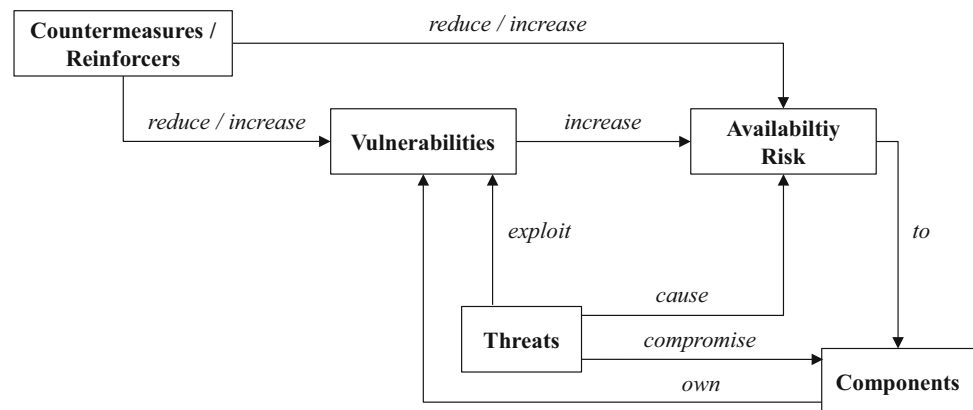 Countermeasures /
Reinforcers
reduce / increase
reduce / increase
Vulnerabilities
increase
Availabiltiy
Risk
exploit
to
cause
Threats
compromise
Components
own